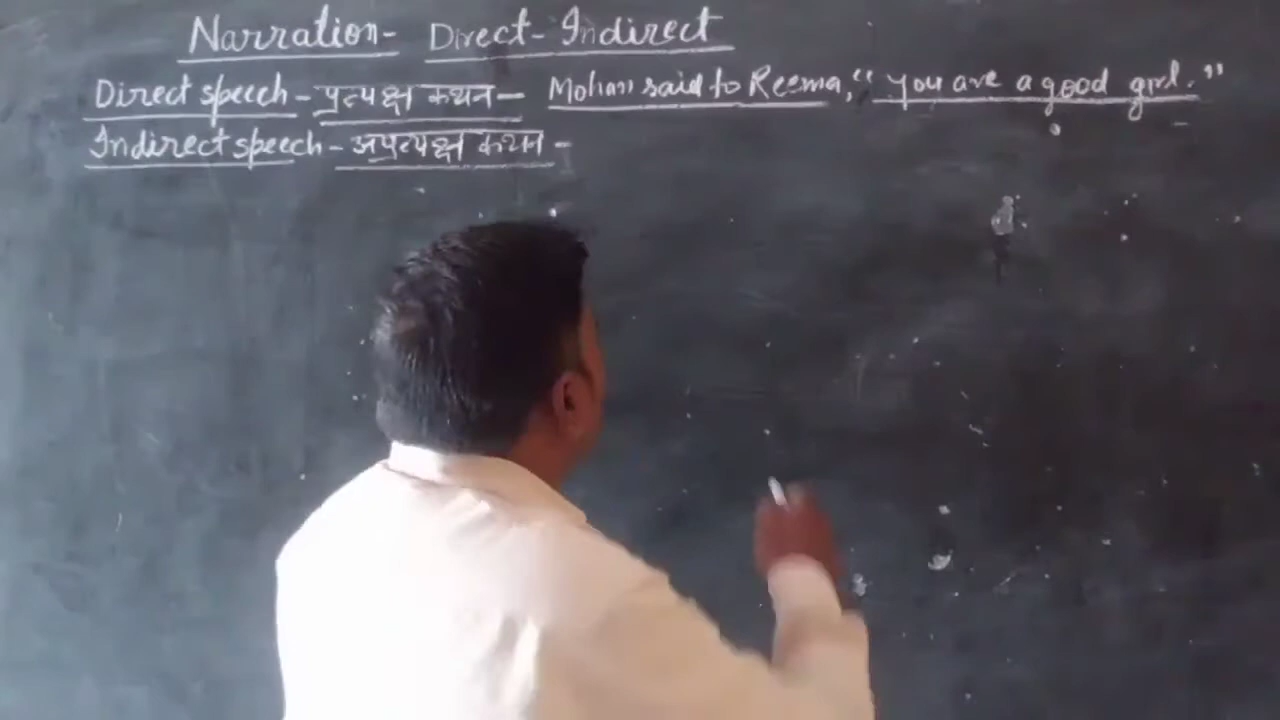 Narration- Direct-Indirect
Direct speech - प्रत्यक्ष कथन - Mohan said to Reema, "you are a good girl."
Indirect speech - अप्रत्यक्ष कथन -